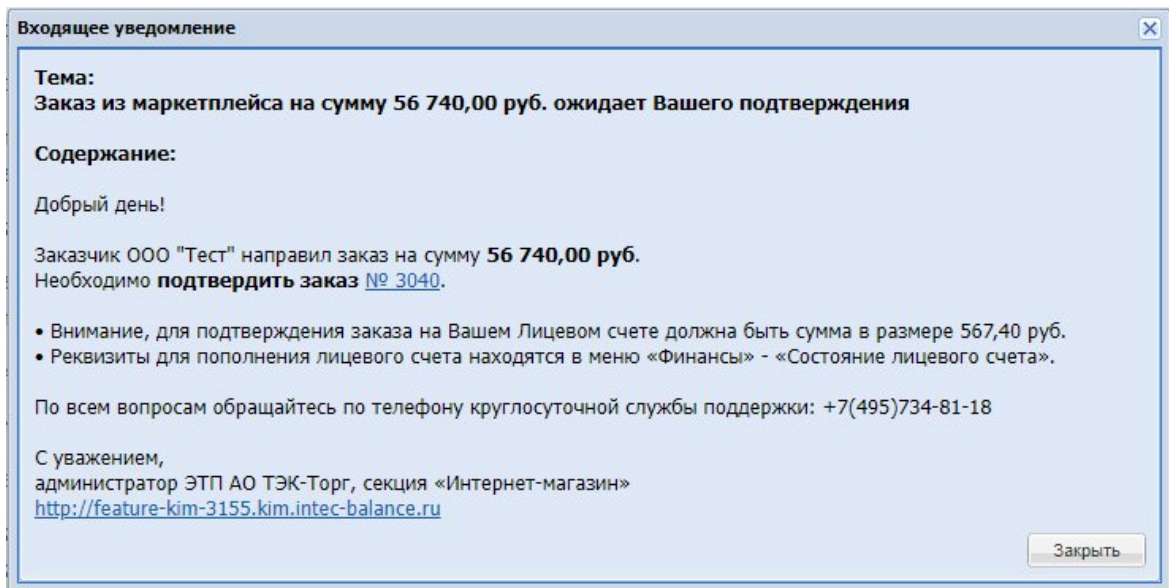 Входящее уведомление
Тема:
Заказ из маркетплейса на сумму 56 740,00 руб. ожидает Вашего подтверждения
Содержание:
Добрый день!
Заказчик ООО "Тест" направил заказ на сумму 56 740,00 руб.
Необходимо подтвердить заказ № 3040.
• Внимание, для подтверждения заказа на Вашем Лицевом счете должна быть сумма в размере 567,40 руб.
• Реквизиты для пополнения лицевого счета находятся в меню «Финансы» - «Состояние лицевого счета».
По всем вопросам обращайтесь по телефону круглосуточной службы поддержки: +7(495)734-81-18
С уважением,
администратор ЭТП АО ТЭК-Торг, секция «Интернет-магазин»
http://feature-kim-3155.kim.intec-balance.ru
Закрыть